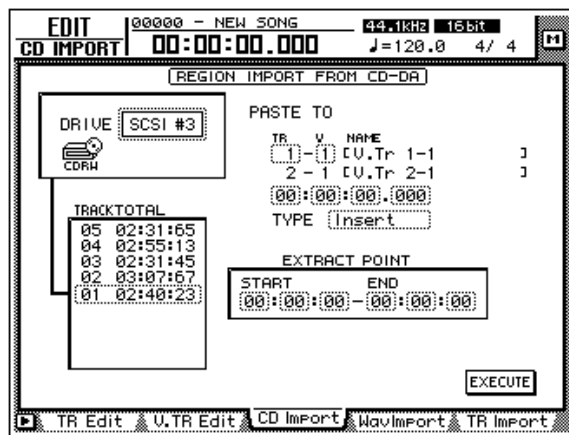 EDIT
CD IMPORT
00000 - NEW SONG
00:00:00.000
44.1kHz 16bit
♩=120.0 4/ 4
M
REGION IMPORT FROM CD-DA
DRIVE SCSI #3
CDRW
PASTE TO
TR V NAME
1 - 1 [V.Tr 1-1 ]
2 - 1 [V.Tr 2-1 ]
00:00:00.000
TYPE Insert
TRACK TOTAL
05 02:31:65
04 02:55:13
03 02:31:45
02 03:07:67
01 02:40:23
EXTRACT POINT
START END
00:00:00-00:00:00
EXECUTE
TR Edit V.TR Edit CD Import WavImport TR Import